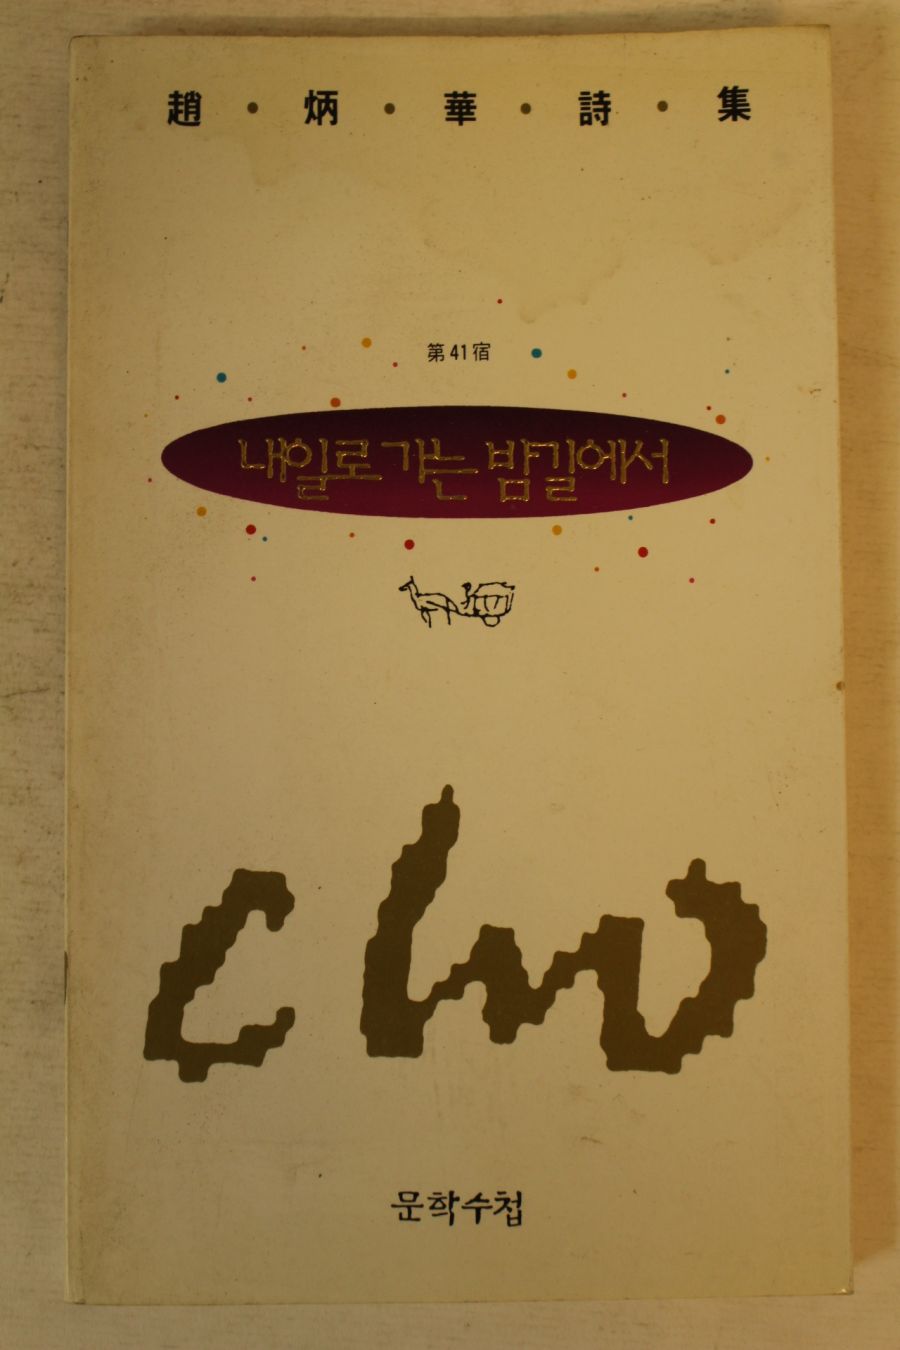 趙·炳·華·詩·集
第41宿
내일로 가는 밤길에서
cho
문학수첩